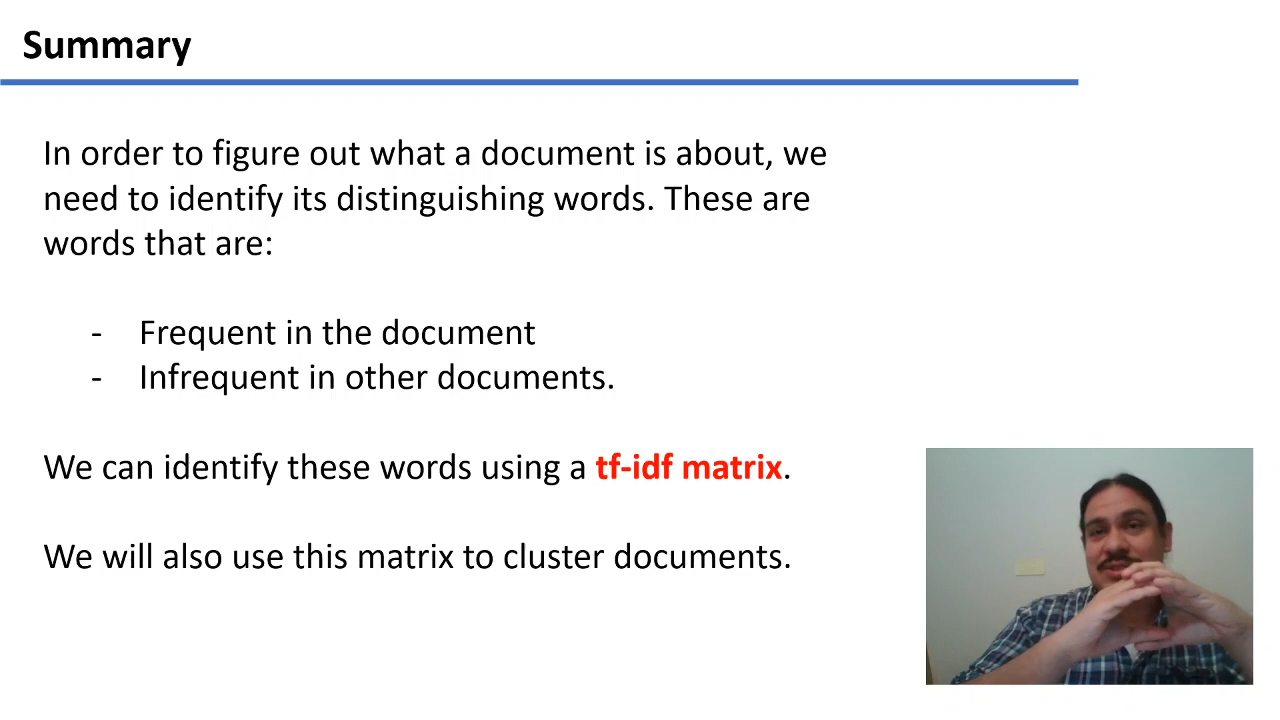 Summary
In order to figure out what a document is about, we
need to identify its distinguishing words. These are
words that are:
- Frequent in the document
- Infrequent in other documents.
We can identify these words using a tf-idf matrix.
We will also use this matrix to cluster documents.